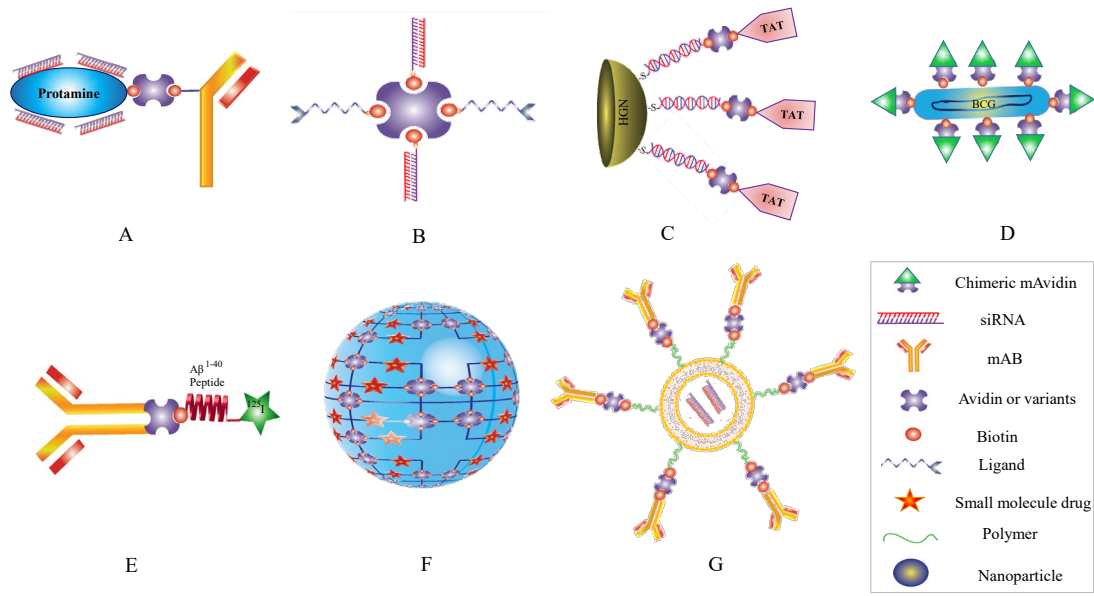 Protamine
A
B
HGN
-S
-S
-S
TAT
TAT
TAT
C
BCG
D
Aβ 1-40
Peptide
125I
E
F
G
Chimeric mAvidin
siRNA
mAB
Avidin or variants
Biotin
Ligand
Small molecule drug
Polymer
Nanoparticle